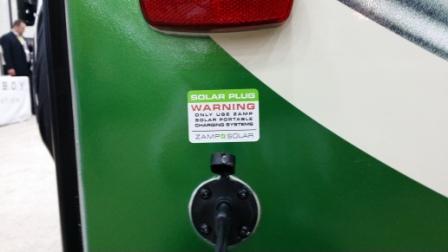 SOLAR PLUG
WARNING
ONLY USE ZAMP
SOLAR PORTABLE
CHARGING SYSTEMS
ZAMP SOLAR